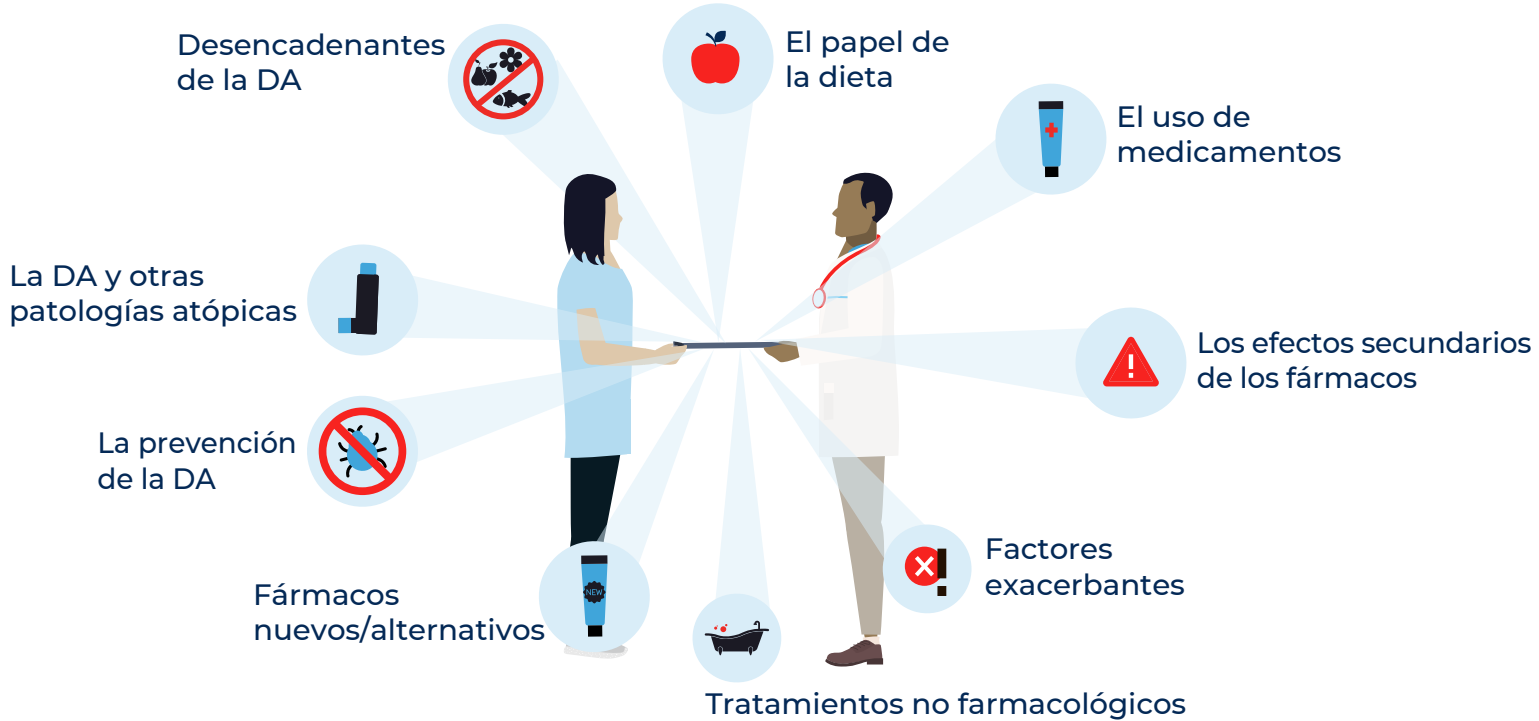 Desencadenantes
de la DA
El papel de
la dieta
El uso de
medicamentos
La DA y otras
patologías atópicas
Los efectos secundarios
de los fármacos
La prevención
de la DA
Factores
exacerbantes
Fármacos
nuevos/alternativos
NEW
Tratamientos no farmacológicos